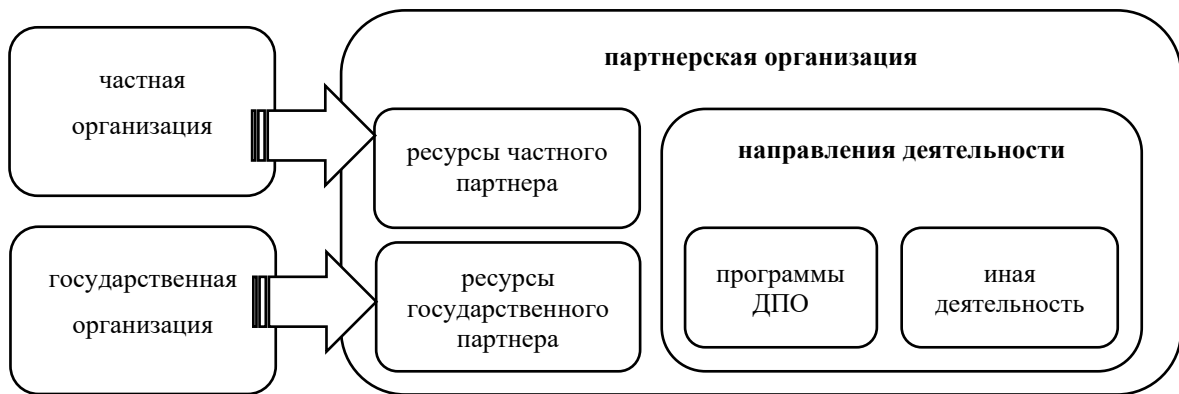 частная
организация
государственная
организация
партнерская организация
ресурсы частного
партнера
ресурсы
государственного
партнера
направления деятельности
программы
ДПО
иная
деятельность